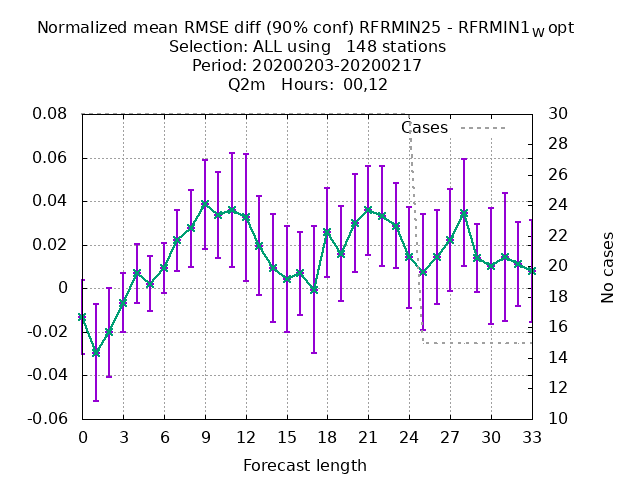 Normalized mean RMSE diff (90% conf) RFRMIN25 - RFRMIN1W opt
Selection: ALL using 148 stations
Period: 20200203-20200217
Q2m Hours: 00,12
Cases
0.08
0.06
0.04
0.02
0
-0.02
-0.04
-0.06
30
28
26
24
22
20
18
16
14
12
10
No cases
0 3 6 9 12 15 18 21 24 27 30 33
Forecast length